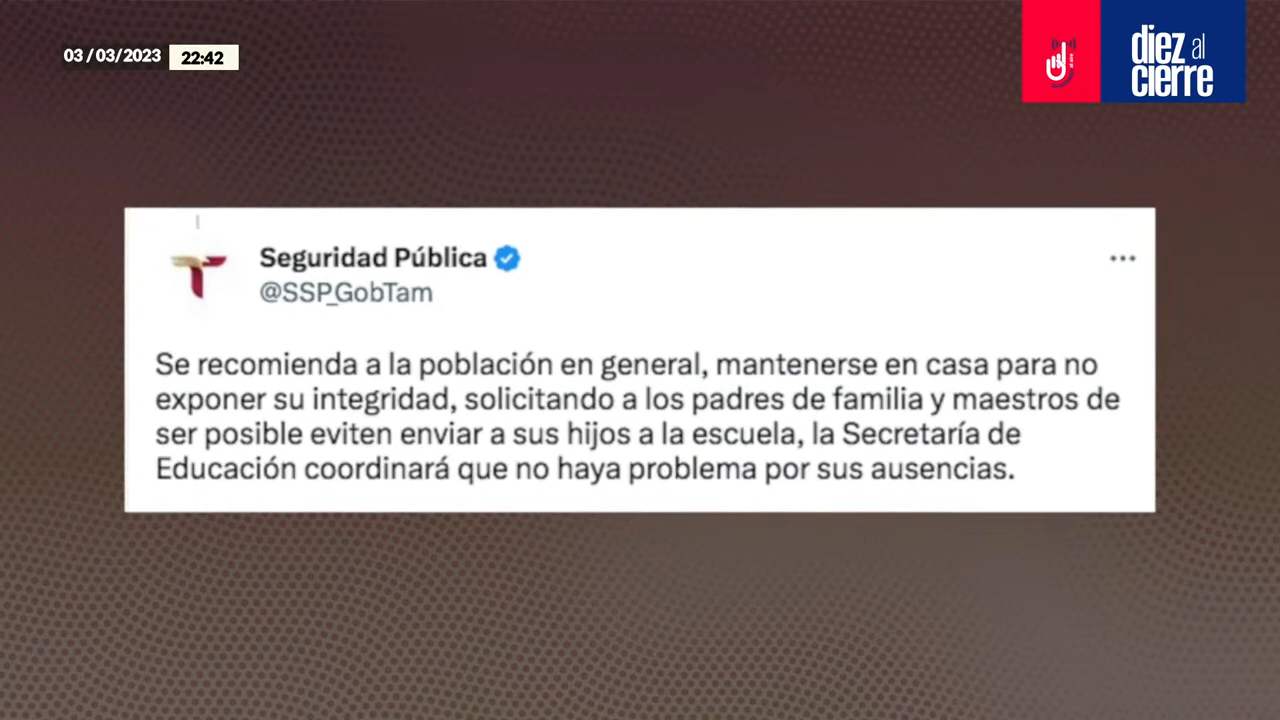 03/03/2023 22:42
diez al
cierre
Seguridad Pública
@SSP_GobTam
Se recomienda a la población en general, mantenerse en casa para no
exponer su integridad, solicitando a los padres de familia y maestros de
ser posible eviten enviar a sus hijos a la escuela, la Secretaría de
Educación coordinará que no haya problema por sus ausencias.